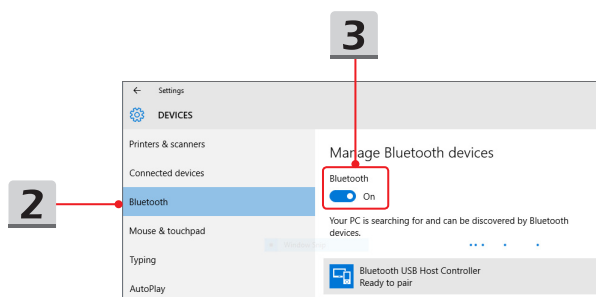 3
← Settings
DEVICES
Printers & scanners
Manage Bluetooth devices
Connected devices
Bluetooth
2
Bluetooth
On
Your PC is searching for and can be discovered by Bluetooth
devices.
Mouse & touchpad
Typing
Bluetooth USB Host Controller
Ready to pair
AutoPlay